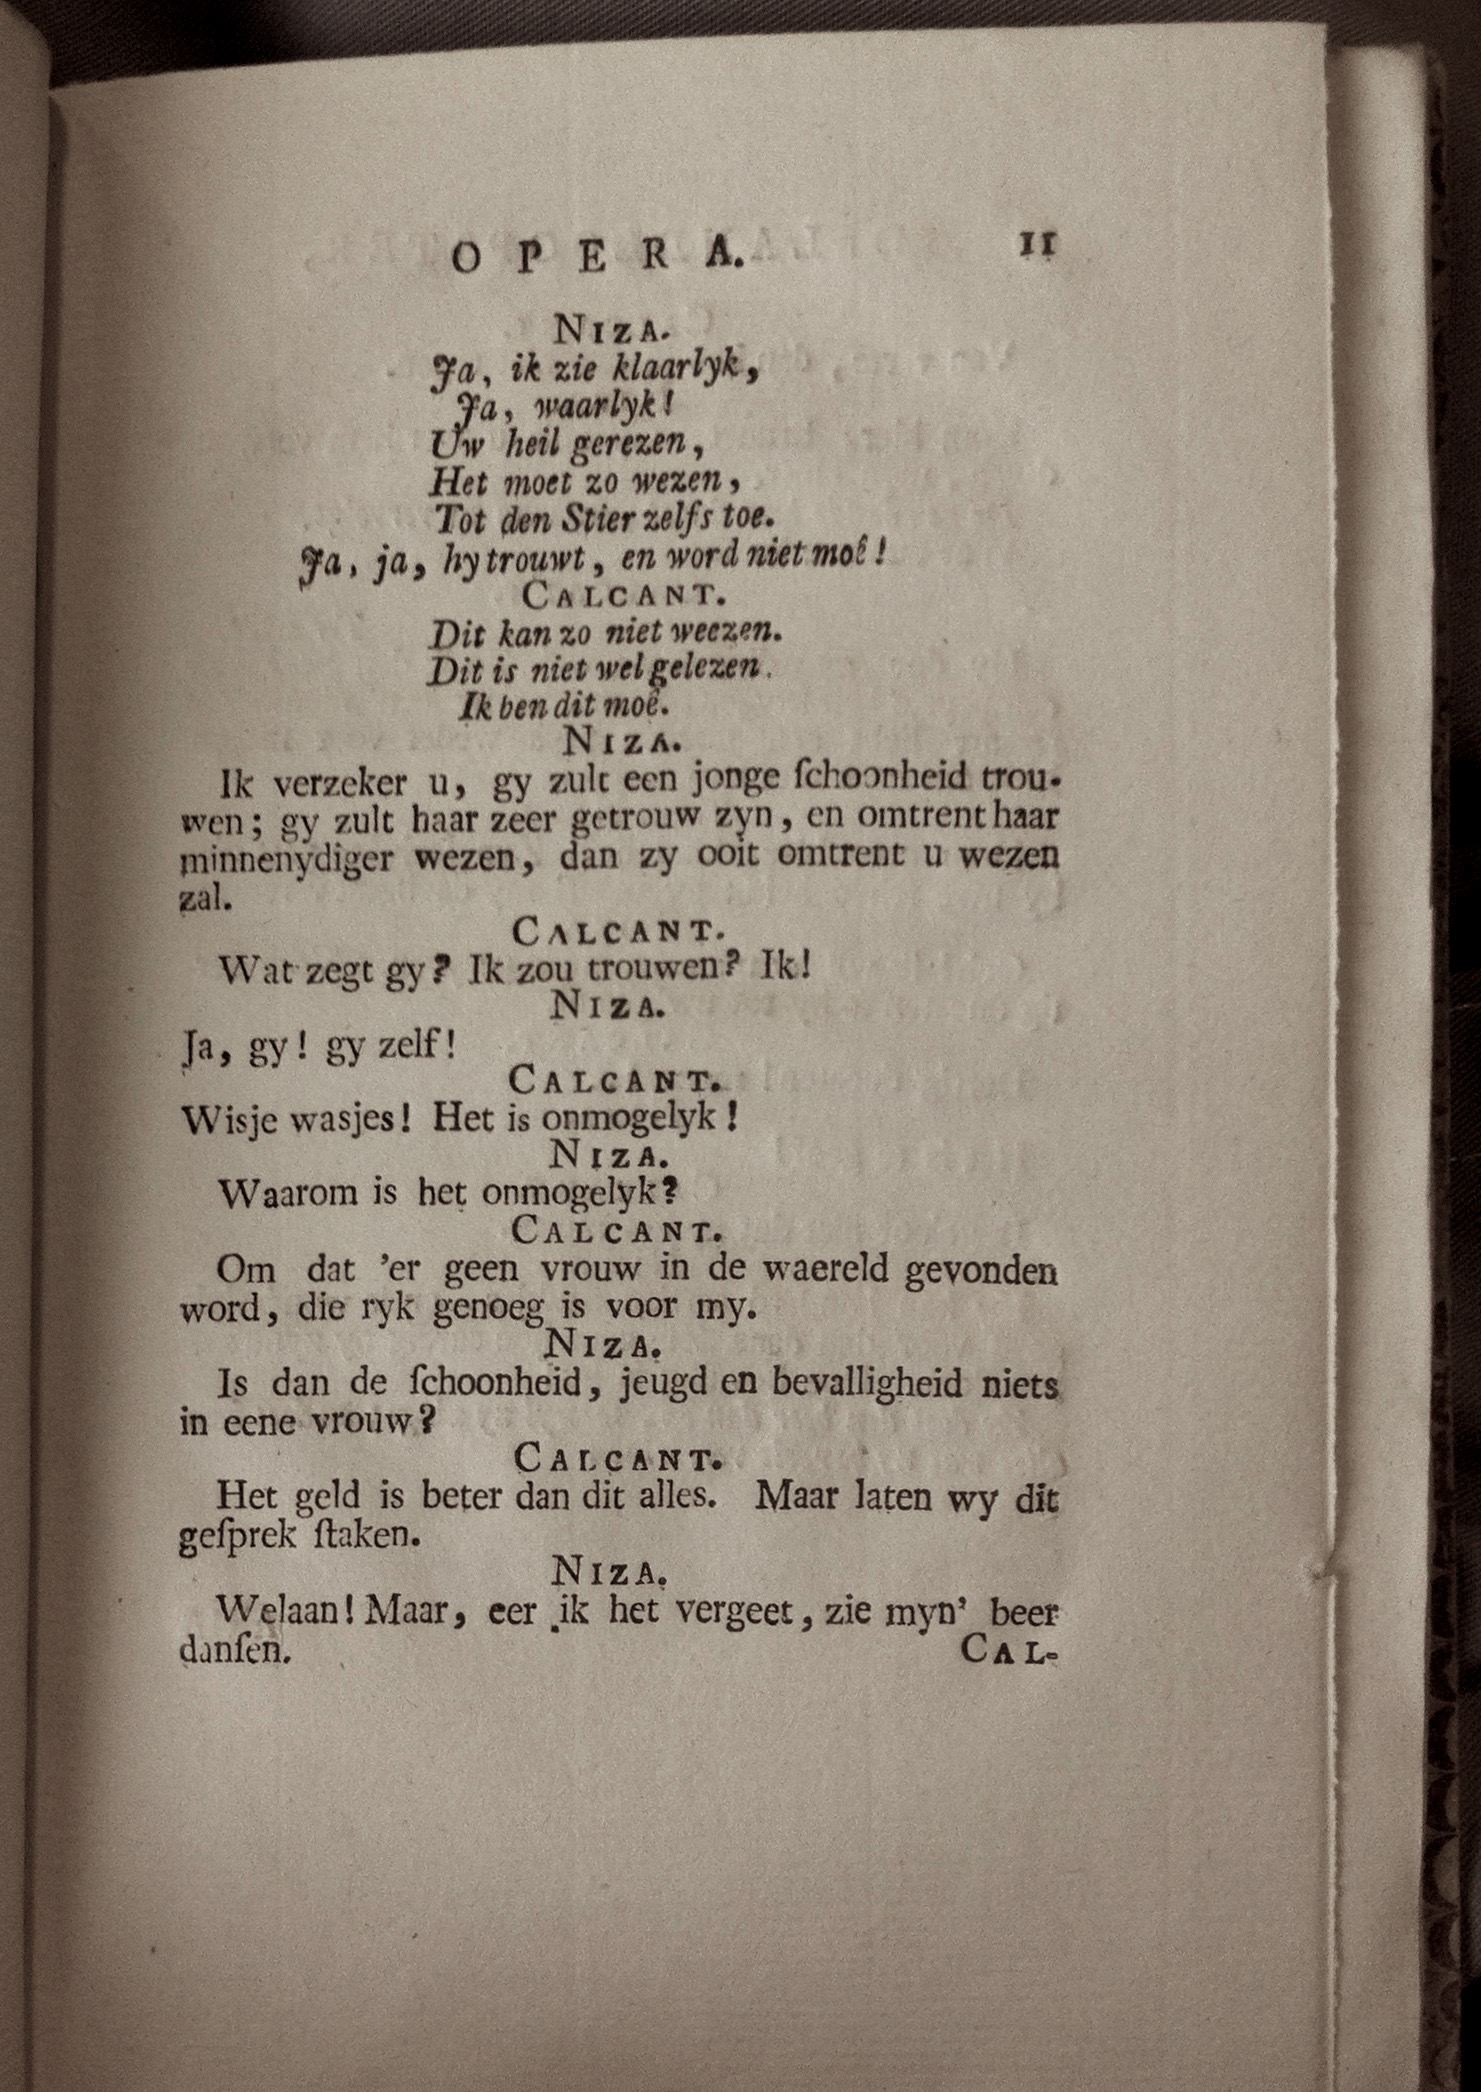 OPERA. 11
NIZA.
Ja, ik zie klaarlyk,
Ja, waarlyk!
Uw heil gerezen,
Het moet zo wezen,
Tot den Stier zelfs toe.
Ja, ja, hy trouwt, en word niet moê!
CALCANT.
Dit kan zo niet weezen.
Dit is niet wel gelezen.
Ik ben dit moê.
NIZA.
Ik verzeker u, gy zult een jonge ſchoonheid trou-
wen; gy zult haar zeer getrouw zyn, en omtrent haar
minnenydiger wezen, dan zy ooit omtrent u wezen
zal.
CALCANT.
Wat zegt gy? Ik zou trouwen? Ik!
NIZA.
Ja, gy! gy zelf!
CALCANT.
Wisje wasjes! Het is onmogelyk!
NIZA.
Waarom is het onmogelyk?
CALCANT.
Om dat 'er geen vrouw in de waereld gevonden
word, die ryk genoeg is voor my.
NIZA.
Is dan de ſchoonheid, jeugd en bevalligheid niets
in eene vrouw?
CALCANT.
Het geld is beter dan dit alles. Maar laten wy dit
geſprek ſtaken.
NIZA.
Welaan! Maar, eer ik het vergeet, zie myn' beer
danſen. CAL-